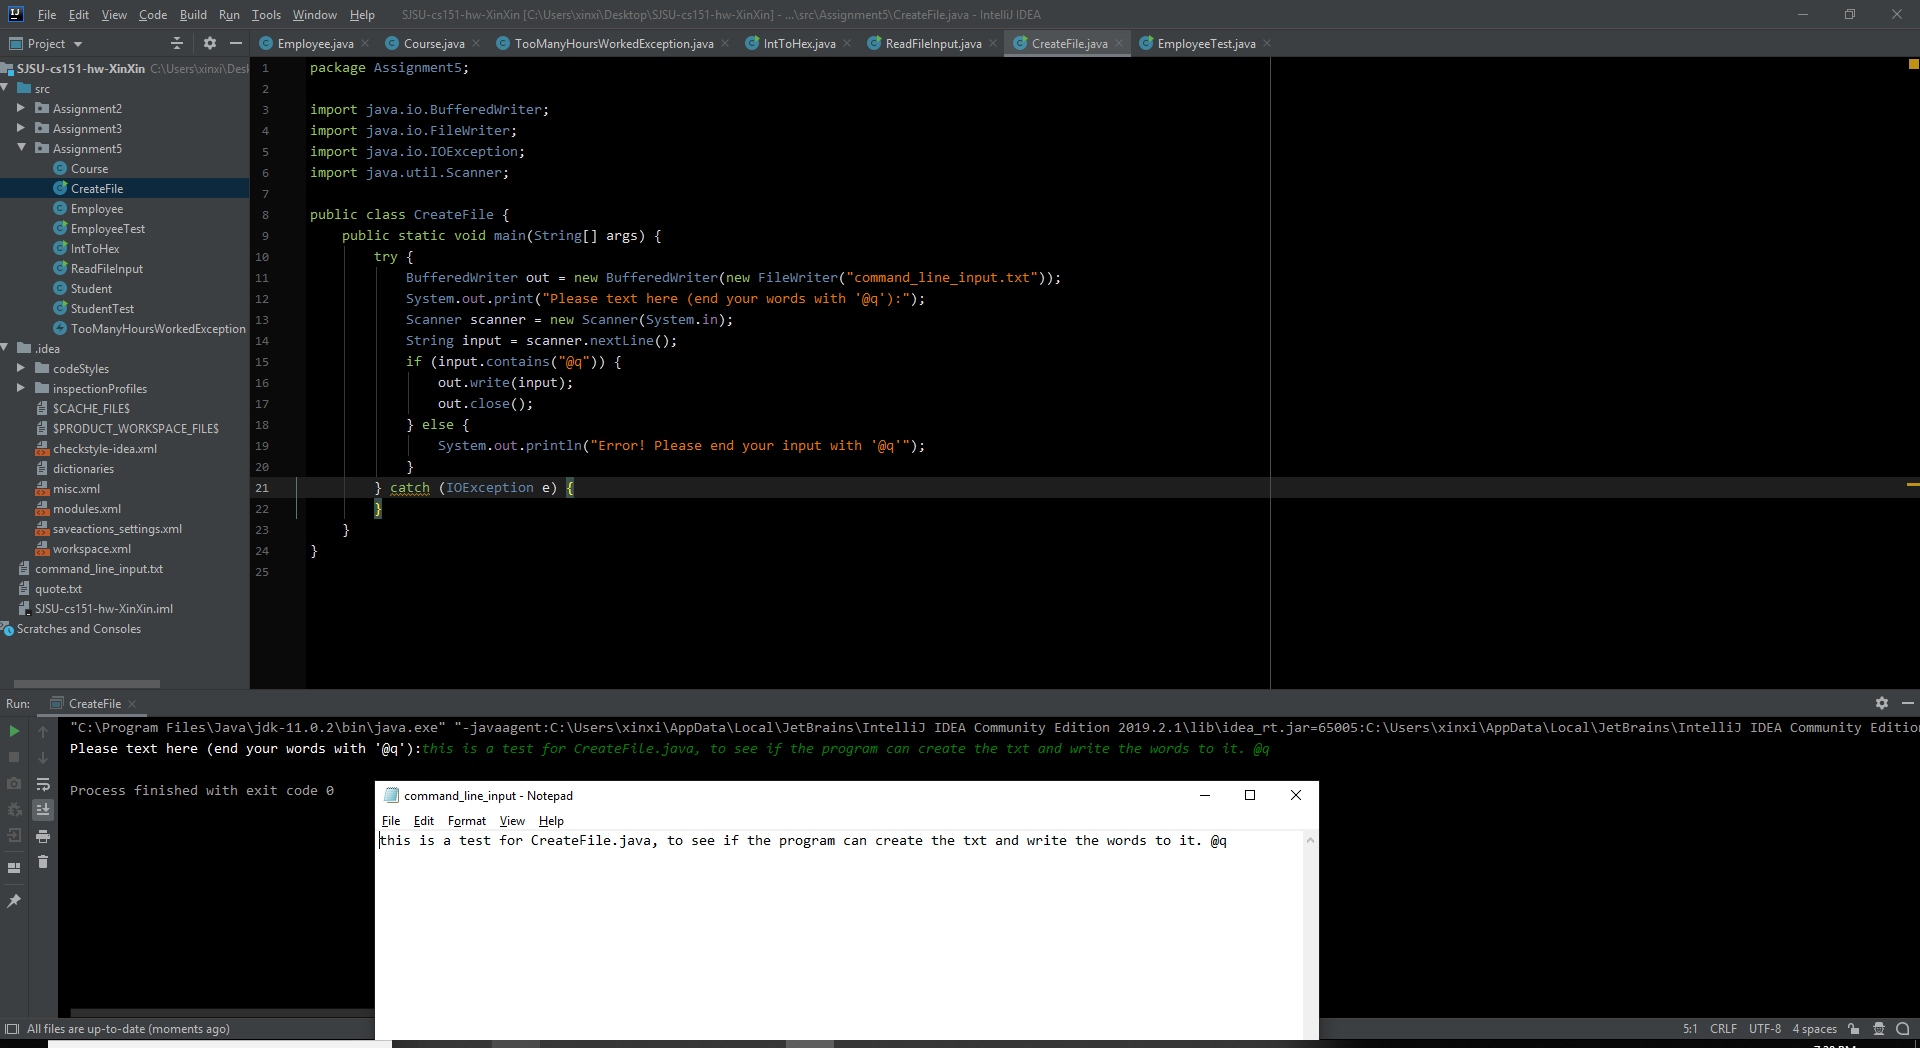 File Edit View Code Build Run Tools Window Help SJSU-cs151-hw-XinXin [C:\Users\xinxi\Desktop\SJSU-cs151-hw-XinXin] - ...\src\Assignment5\CreateFile.java - IntelliJ IDEA
Project
Employee.java Course.java TooManyHoursWorkedException.java IntToHex.java ReadFileInput.java CreateFile.java EmployeeTest.java
SJSU-cs151-hw-XinXin C:\Users\xinxi\Des
src
Assignment2
Assignment3
Assignment5
Course
CreateFile
Employee
EmployeeTest
IntToHex
ReadFileInput
Student
StudentTest
TooManyHoursWorkedException
.idea
codeStyles
inspectionProfiles
$CACHE_FILE$
$PRODUCT_WORKSPACE_FILE$
checkstyle-idea.xml
dictionaries
misc.xml
modules.xml
saveactions_settings.xml
workspace.xml
command_line_input.txt
quote.txt
SJSU-cs151-hw-XinXin.iml
Scratches and Consoles
1 package Assignment5;
2
3 import java.io.BufferedWriter;
4 import java.io.FileWriter;
5 import java.io.IOException;
6 import java.util.Scanner;
7
8 public class CreateFile {
9 public static void main(String[] args) {
10 try {
11 BufferedWriter out = new BufferedWriter(new FileWriter("command_line_input.txt"));
12 System.out.print("Please text here (end your words with '@q'):");
13 Scanner scanner = new Scanner(System.in);
14 String input = scanner.nextLine();
15 if (input.contains("@q")) {
16 out.write(input);
17 out.close();
18 } else {
19 System.out.println("Error! Please end your input with '@q'");
20 }
21 } catch (IOException e) {
22 }
23 }
24 }
25
Run: CreateFile
"C:\Program Files\Java\jdk-11.0.2\bin\java.exe" "-javaagent:C:\Users\xinxi\AppData\Local\JetBrains\IntelliJ IDEA Community Edition 2019.2.1\lib\idea_rt.jar=65005:C:\Users\xinxi\AppData\Local\JetBrains\IntelliJ IDEA Community Editio
Please text here (end your words with '@q'):this is a test for CreateFile.java, to see if the program can create the txt and write the words to it. @q
Process finished with exit code 0
command_line_input - Notepad
File Edit Format View Help
this is a test for CreateFile.java, to see if the program can create the txt and write the words to it. @q
All files are up-to-date (moments ago)
5:1 CRLF UTF-8 4 spaces